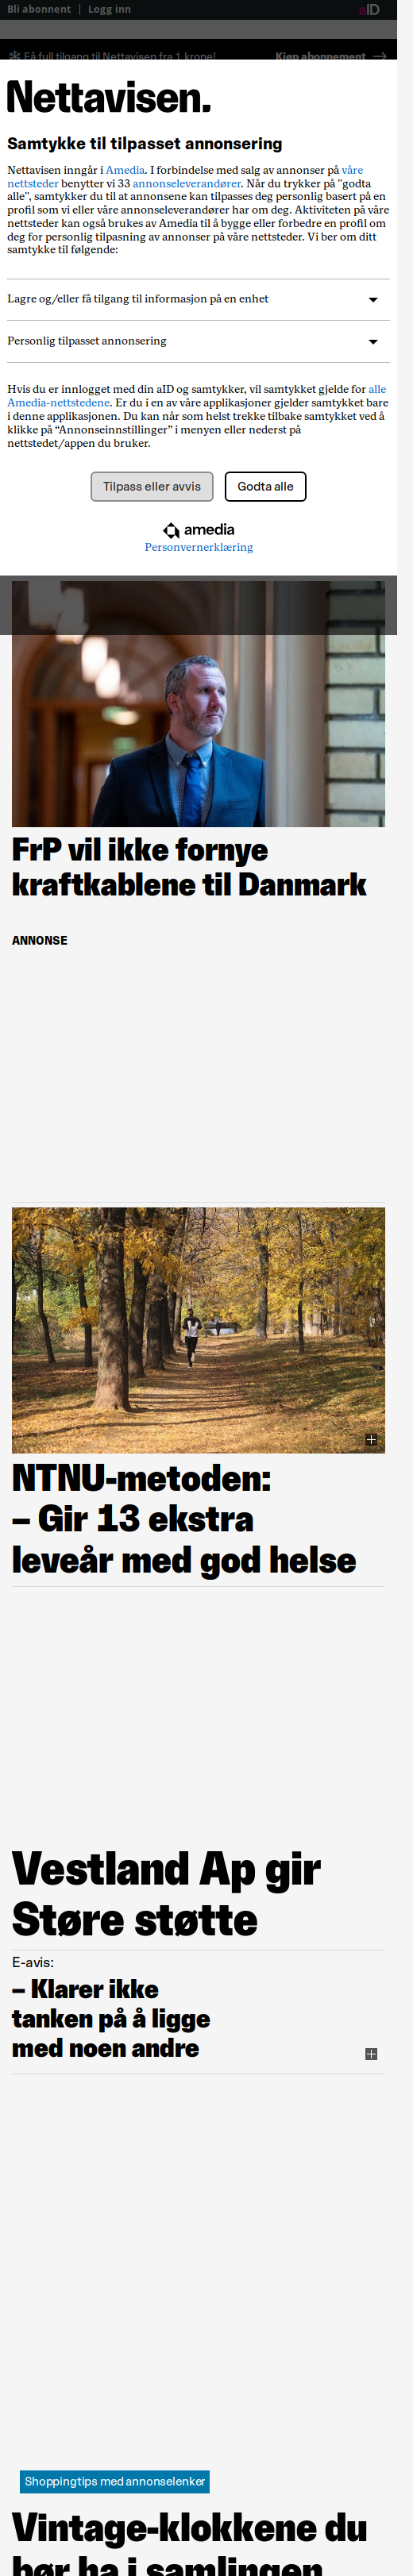 Bli abonnent | Logg inn
aID
Få full tilgang til Nettavisen fra 1 krone!
Kjøp abonnement
Nettavisen.
Samtykke til tilpasset annonsering
Nettavisen inngår i Amedia. I forbindelse med salg av annonser på våre
nettsteder benytter vi 33 annonseleverandører. Når du trykker på "godta
alle", samtykker du til at annonsene kan tilpasses deg personlig basert på en
profil som vi eller våre annonseleverandører har om deg. Aktiviteten på våre
nettsteder kan også brukes av Amedia til å bygge eller forbedre en profil om
deg for personlig tilpasning av annonser på våre nettsteder. Vi ber om ditt
samtykke til følgende:
Lagre og/eller få tilgang til informasjon på en enhet
Personlig tilpasset annonsering
Hvis du er innlogget med din aID og samtykker, vil samtykket gjelde for alle
Amedia-nettstedene. Er du i en av våre applikasjoner gjelder samtykket bare
i denne applikasjonen. Du kan når som helst trekke tilbake samtykket ved å
klikke på “Annonseinnstillinger” i menyen eller nederst på
nettstedet/appen du bruker.
Tilpass eller avvis
Godta alle
amedia
Personvernerklæring
FrP vil ikke fornye
kraftkablene til Danmark
ANNONSE
NTNU-metoden:
– Gir 13 ekstra
leveår med god helse
Vestland Ap gir
Støre støtte
E-avis:
– Klarer ikke
tanken på å ligge
med noen andre
Shoppingtips med annonselenker
Vintage-klokkene du
bør ha i samlingen